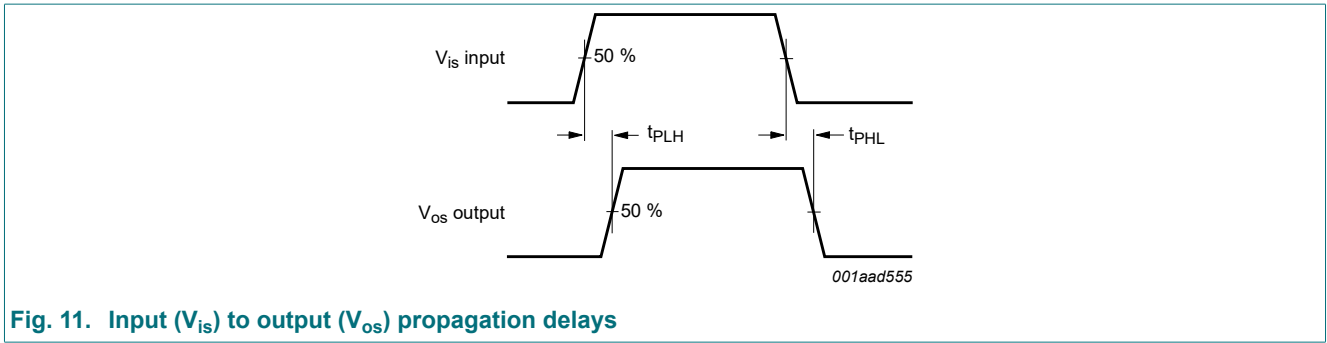 V_is input
50 %
t_PLH
t_PHL
V_os output
50 %
001aad555
Fig. 11. Input (V_is) to output (V_os) propagation delays